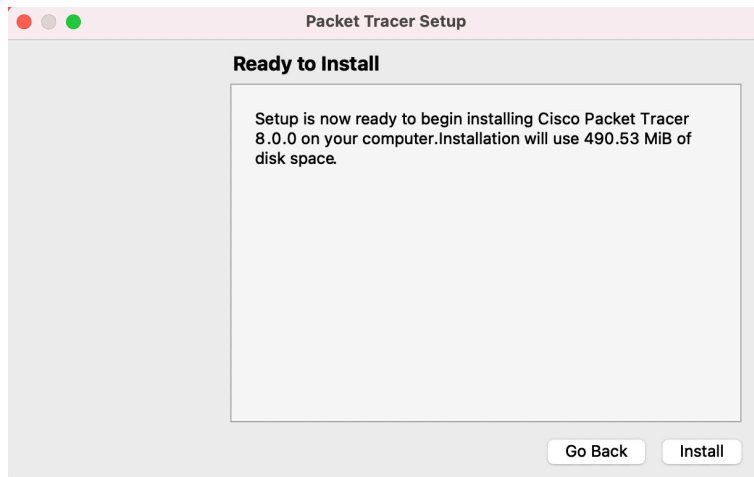 Packet Tracer Setup
Ready to Install
Setup is now ready to begin installing Cisco Packet Tracer
8.0.0 on your computer.Installation will use 490.53 MiB of
disk space.
Go Back
Install